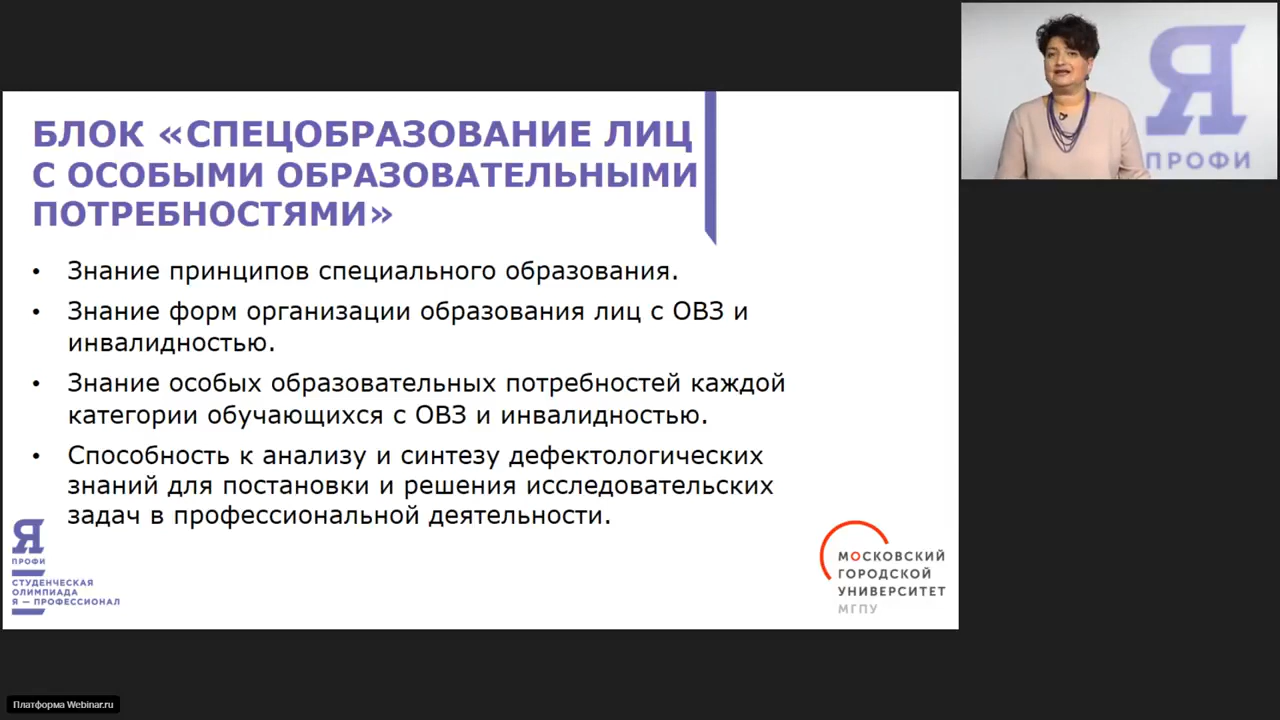 БЛОК «СПЕЦОБРАЗОВАНИЕ ЛИЦ
С ОСОБЫМИ ОБРАЗОВАТЕЛЬНЫМИ
ПОТРЕБНОСТЯМИ»
• Знание принципов специального образования.
• Знание форм организации образования лиц с ОВЗ и
инвалидностью.
• Знание особых образовательных потребностей каждой
категории обучающихся с ОВЗ и инвалидностью.
• Способность к анализу и синтезу дефектологических
знаний для постановки и решения исследовательских
задач в профессиональной деятельности.
Я
ПРОФИ
СТУДЕНЧЕСКАЯ
ОЛИМПИАДА
Я — ПРОФЕССИОНАЛ
МОСКОВСКИЙ
ГОРОДСКОЙ
УНИВЕРСИТЕТ
МГПУ
Я
ПРОФИ
Платформа Webinar.ru